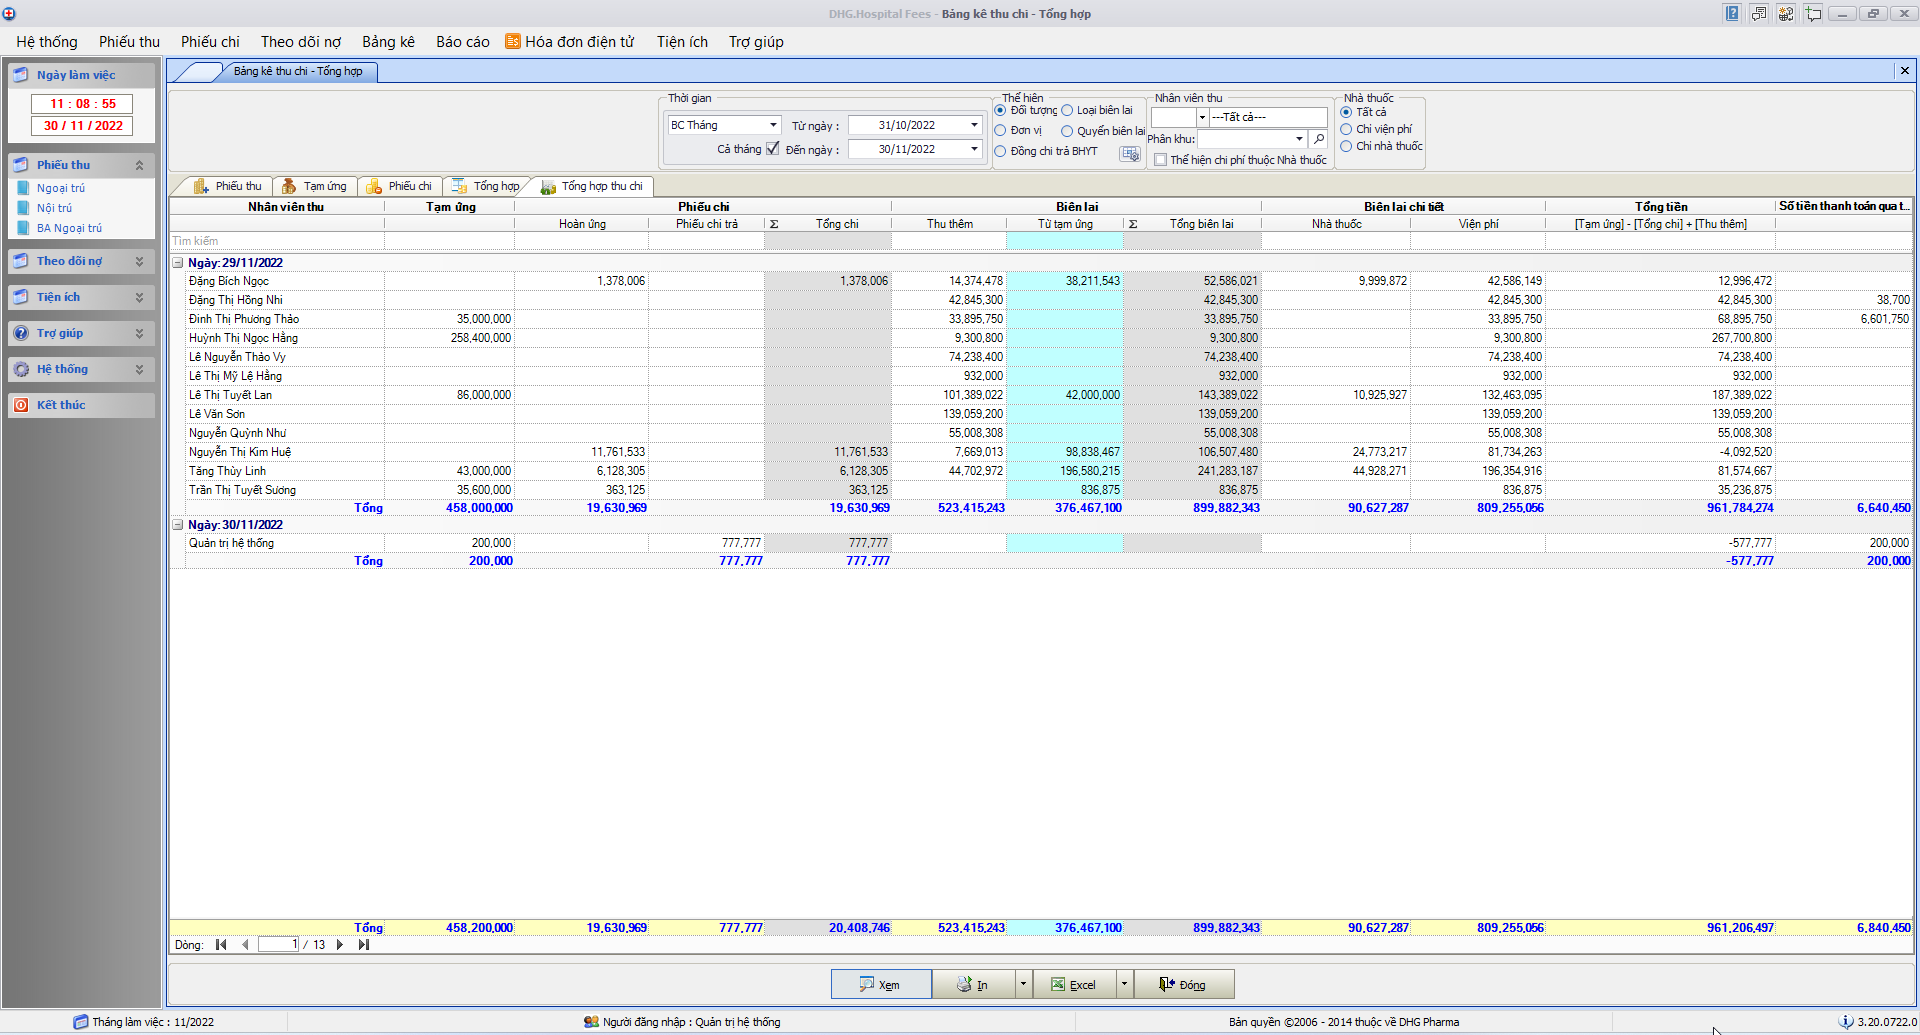 DHG.Hospital Fees - Bảng kê thu chi - Tổng hợp
Hệ thống Phiếu thu Phiếu chi Theo dõi nợ Bảng kê Báo cáo Hóa đơn điện tử Tiện ích Trợ giúp
Ngày làm việc
11 : 08 : 55
30 / 11 / 2022
Phiếu thu
Ngoại trú
Nội trú
BA Ngoại trú
Theo dõi nợ
Tiện ích
Trợ giúp
Hệ thống
Kết thúc
Bảng kê thu chi - Tổng hợp
Thời gian
BC Tháng Từ ngày : 31/10/2022
Cả tháng Đến ngày : 30/11/2022
Thể hiện
Đối tượng Loại biên lai
Đơn vị Quyển biên lai
Đồng chi trả BHYT
Nhân viên thu
---Tất cả---
Phân khu:
Thể hiện chi phí thuộc Nhà thuốc
Nhà thuốc
Tất cả
Chỉ viện phí
Chỉ nhà thuốc
Phiếu thu Tạm ứng Phiếu chi Tổng hợp Tổng hợp thu chi
Nhân viên thu Tạm ứng Phiếu chi Biên lai Biên lai chi tiết Tổng tiền Số tiền thanh toán qua t...
Hoàn ứng Phiếu chi trả Σ Tổng chi Thu thêm Từ tạm ứng Σ Tổng biên lai Nhà thuốc Viện phí [Tạm ứng] - [Tổng chi] + [Thu thêm]
Tìm kiếm
Ngày: 29/11/2022
Đặng Bích Ngọc 1,378,006 1,378,006 14,374,478 38,211,543 52,586,021 9,999,872 42,586,149 12,996,472
Đặng Thị Hồng Nhi 42,845,300 42,845,300 42,845,300 42,845,300 38,700
Đinh Thị Phương Thảo 35,000,000 33,895,750 33,895,750 33,895,750 68,895,750 6,601,750
Huỳnh Thị Ngọc Hằng 258,400,000 9,300,800 9,300,800 9,300,800 267,700,800
Lê Nguyễn Thảo Vy 74,238,400 74,238,400 74,238,400 74,238,400
Lê Thị Mỹ Lệ Hằng 932,000 932,000 932,000 932,000
Lê Thị Tuyết Lan 86,000,000 101,389,022 42,000,000 143,389,022 10,925,927 132,463,095 187,389,022
Lê Văn Sơn 139,059,200 139,059,200 139,059,200 139,059,200
Nguyễn Quỳnh Như 55,008,308 55,008,308 55,008,308 55,008,308
Nguyễn Thị Kim Huệ 11,761,533 11,761,533 7,669,013 98,838,467 106,507,480 24,773,217 81,734,263 -4,092,520
Tăng Thùy Linh 43,000,000 6,128,305 6,128,305 44,702,972 196,580,215 241,283,187 44,928,271 196,354,916 81,574,667
Trần Thị Tuyết Sương 35,600,000 363,125 363,125 836,875 836,875 836,875 35,236,875
Tổng 458,000,000 19,630,969 19,630,969 523,415,243 376,467,100 899,882,343 90,627,287 809,255,056 961,784,274 6,640,450
Ngày: 30/11/2022
Quản trị hệ thống 200,000 777,777 777,777 -577,777 200,000
Tổng 200,000 777,777 777,777 -577,777 200,000
Tổng 458,200,000 19,630,969 777,777 20,408,746 523,415,243 376,467,100 899,882,343 90,627,287 809,255,056 961,206,497 6,840,450
Dòng: 1 / 13
Xem In Excel Đóng
Tháng làm việc : 11/2022 Người đăng nhập : Quản trị hệ thống Bản quyền ©2006 - 2014 thuộc về DHG Pharma 3.20.0722.0